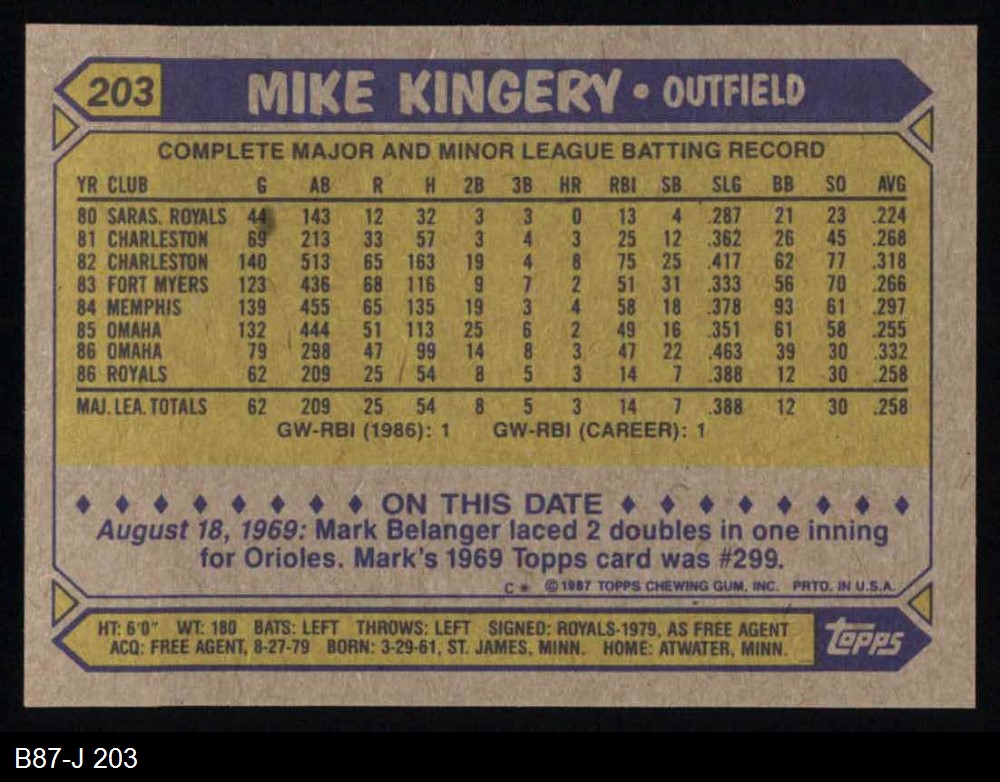 203 MIKE KINGERY • OUTFIELD
COMPLETE MAJOR AND MINOR LEAGUE BATTING RECORD
YR CLUB G AB R H 2B 3B HR RBI SB SLG BB SO AVG
80 SARAS. ROYALS 44 143 12 32 3 3 0 13 4 .287 21 23 .224
81 CHARLESTON 69 213 33 57 3 4 3 25 12 .362 26 45 .268
82 CHARLESTON 140 513 65 163 19 4 8 75 25 .417 62 77 .318
83 FORT MYERS 123 436 68 116 9 7 2 51 31 .333 56 70 .266
84 MEMPHIS 139 455 65 135 19 3 4 58 18 .378 93 61 .297
85 OMAHA 132 444 51 113 25 6 2 49 16 .351 61 58 .255
86 OMAHA 79 298 47 99 14 8 3 47 22 .463 39 30 .332
86 ROYALS 62 209 25 54 8 5 3 14 7 .388 12 30 .258
MAJ. LEA. TOTALS 62 209 25 54 8 5 3 14 7 .388 12 30 .258
GW-RBI (1986): 1 GW-RBI (CAREER): 1
ON THIS DATE
August 18, 1969: Mark Belanger laced 2 doubles in one inning
for Orioles. Mark's 1969 Topps card was #299.
C* ©1987 TOPPS CHEWING GUM, INC. PRTD. IN U.S.A.
HT: 6'0" WT: 180 BATS: LEFT THROWS: LEFT SIGNED: ROYALS-1979, AS FREE AGENT
ACQ: FREE AGENT, 8-27-79 BORN: 3-29-61, ST. JAMES, MINN. HOME: ATWATER, MINN.
topps
B87-J 203